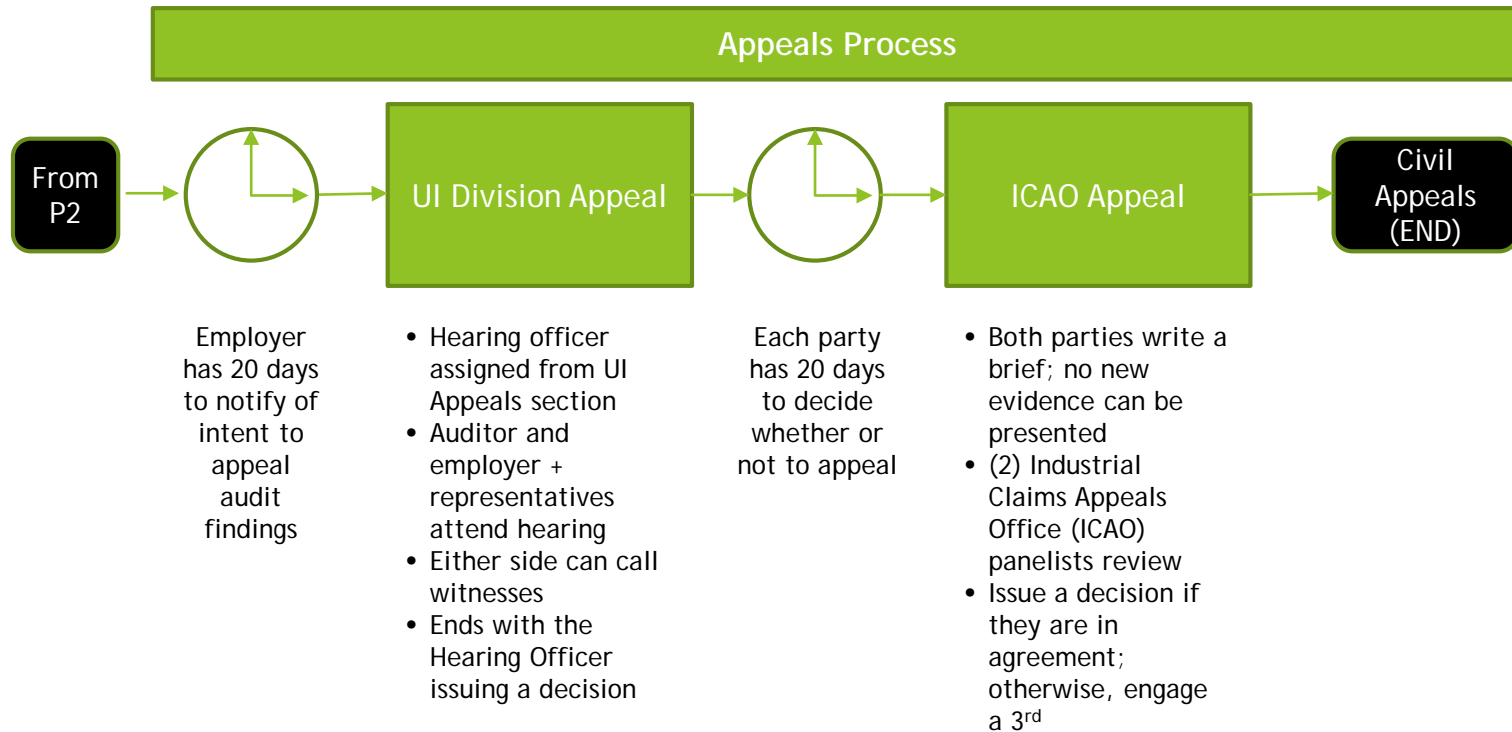 Appeals Process
From
P2
UI Division Appeal
ICAO Appeal
Civil
Appeals
(END)
Employer
has 20 days
to notify of
intent to
appeal
audit
findings
• Hearing officer
assigned from UI
Appeals section
• Auditor and
employer +
representatives
attend hearing
• Either side can call
witnesses
• Ends with the
Hearing Officer
issuing a decision
Each party
has 20 days
to decide
whether or
not to appeal
• Both parties write a
brief; no new
evidence can be
presented
• (2) Industrial
Claims Appeals
Office (ICAO)
panelists review
• Issue a decision if
they are in
agreement;
otherwise, engage
a 3rd